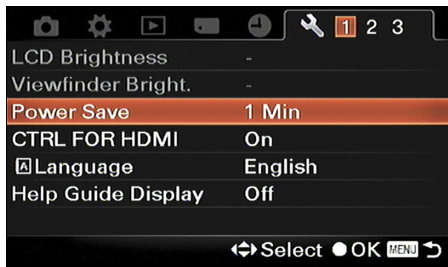 1 2 3
LCD Brightness -
Viewfinder Bright. -
Power Save 1 Min
CTRL FOR HDMI On
A Language English
Help Guide Display Off
Select OK MENU